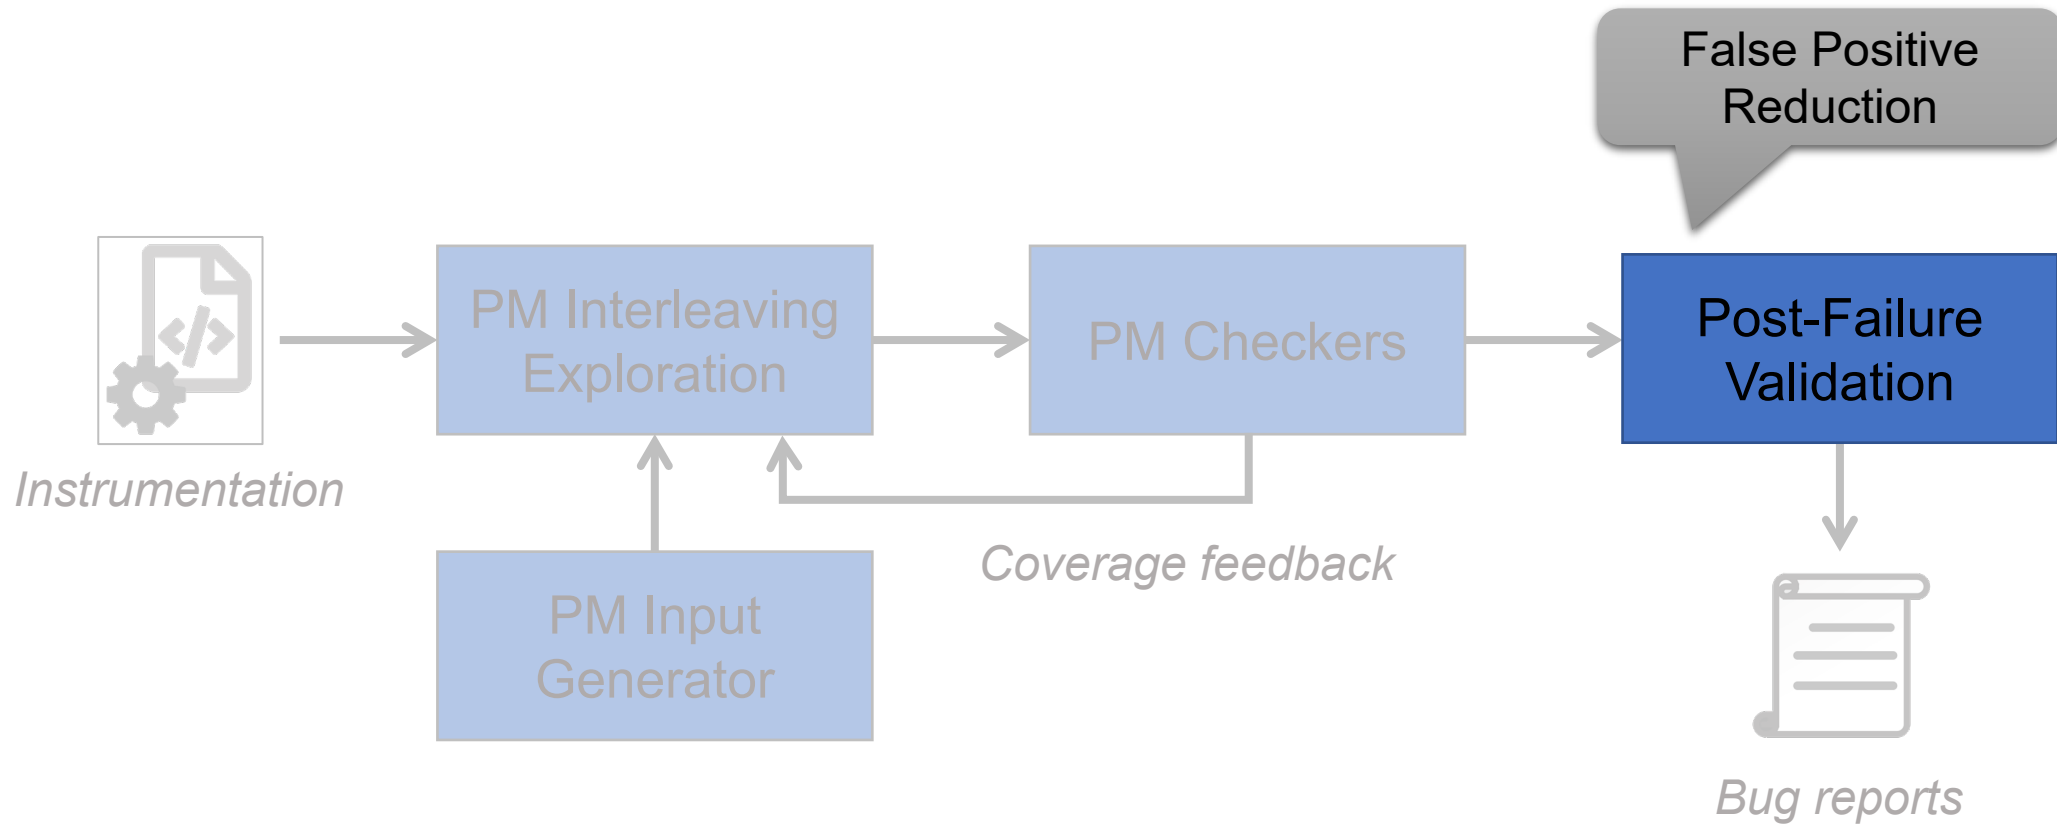 False Positive
Reduction
PM Interleaving
Exploration
PM Checkers
Post-Failure
Validation
Instrumentation
Coverage feedback
PM Input
Generator
Bug reports